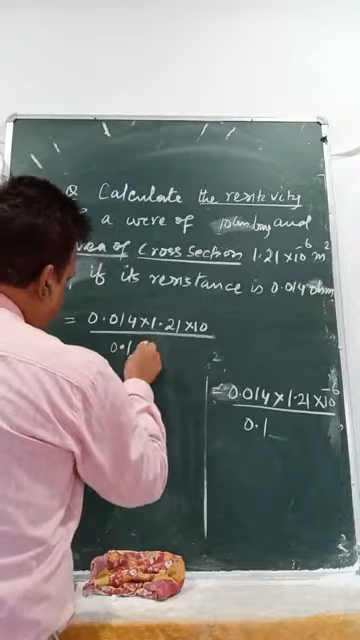 Q Calculate the resistivity
a were of 10cm long and
area of Cross section 1.21 × 10⁻⁶ m²
if its resistance is 0.014 ohm
= 0.014×1.21×10
0.1
= 0.014 × 1.21 × 10⁻⁶
0.1